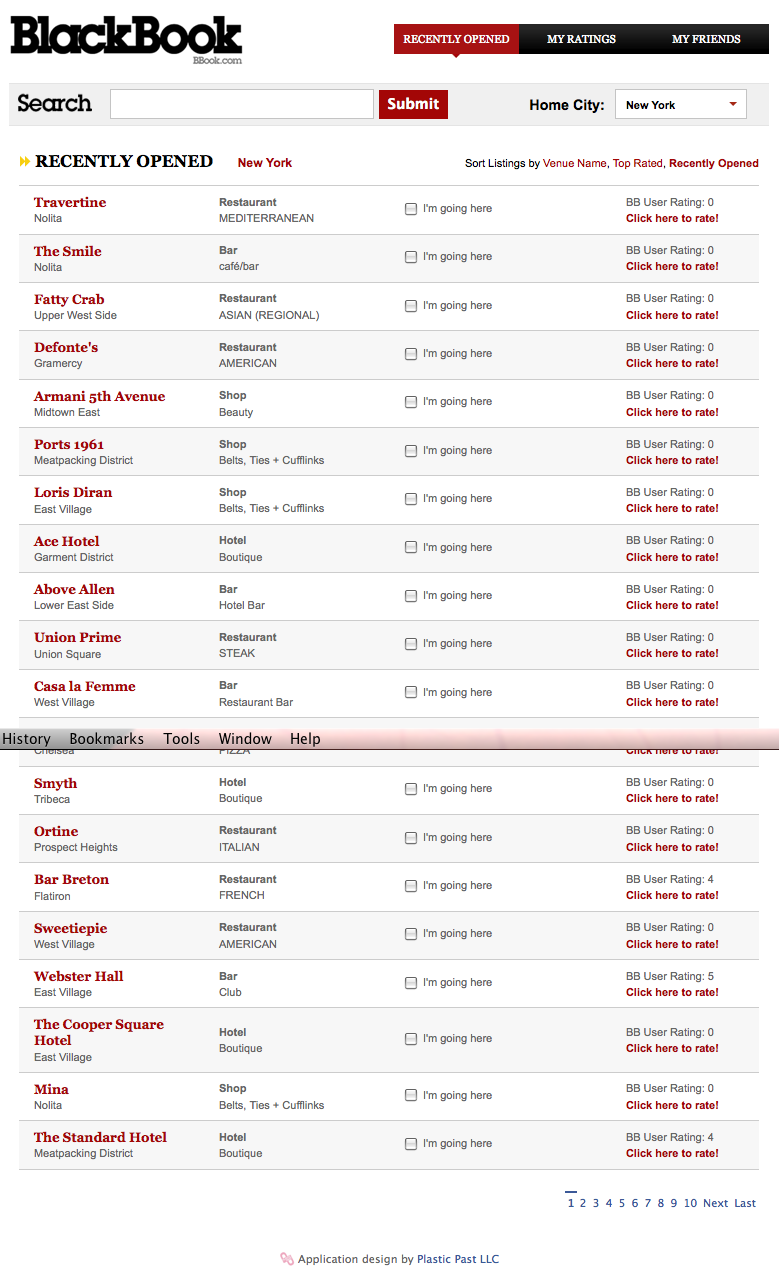 BlackBook
BBook.com
RECENTLY OPENED MY RATINGS MY FRIENDS
Search Submit Home City: New York
RECENTLY OPENED New York Sort Listings by Venue Name, Top Rated, Recently Opened
Travertine Restaurant I'm going here BB User Rating: 0
Nolita MEDITERRANEAN Click here to rate!
The Smile Bar I'm going here BB User Rating: 0
Nolita café/bar Click here to rate!
Fatty Crab Restaurant I'm going here BB User Rating: 0
Upper West Side ASIAN (REGIONAL) Click here to rate!
Defonte's Restaurant I'm going here BB User Rating: 0
Gramercy AMERICAN Click here to rate!
Armani 5th Avenue Shop I'm going here BB User Rating: 0
Midtown East Beauty Click here to rate!
Ports 1961 Shop I'm going here BB User Rating: 0
Meatpacking District Belts, Ties + Cufflinks Click here to rate!
Loris Diran Shop I'm going here BB User Rating: 0
East Village Belts, Ties + Cufflinks Click here to rate!
Ace Hotel Hotel I'm going here BB User Rating: 0
Garment District Boutique Click here to rate!
Above Allen Bar I'm going here BB User Rating: 0
Lower East Side Hotel Bar Click here to rate!
Union Prime Restaurant I'm going here BB User Rating: 0
Union Square STEAK Click here to rate!
Casa la Femme Bar I'm going here BB User Rating: 0
West Village Restaurant Bar Click here to rate!
History Bookmarks Tools Window Help
Chelsea PIZZA Click here to rate!
Smyth Hotel I'm going here BB User Rating: 0
Tribeca Boutique Click here to rate!
Ortine Restaurant I'm going here BB User Rating: 0
Prospect Heights ITALIAN Click here to rate!
Bar Breton Restaurant I'm going here BB User Rating: 4
Flatiron FRENCH Click here to rate!
Sweetiepie Restaurant I'm going here BB User Rating: 0
West Village AMERICAN Click here to rate!
Webster Hall Bar I'm going here BB User Rating: 5
East Village Club Click here to rate!
The Cooper Square Hotel I'm going here BB User Rating: 0
Hotel Boutique Click here to rate!
East Village
Mina Shop I'm going here BB User Rating: 0
Nolita Belts, Ties + Cufflinks Click here to rate!
The Standard Hotel Hotel I'm going here BB User Rating: 4
Meatpacking District Boutique Click here to rate!
1 2 3 4 5 6 7 8 9 10 Next Last
Application design by Plastic Past LLC